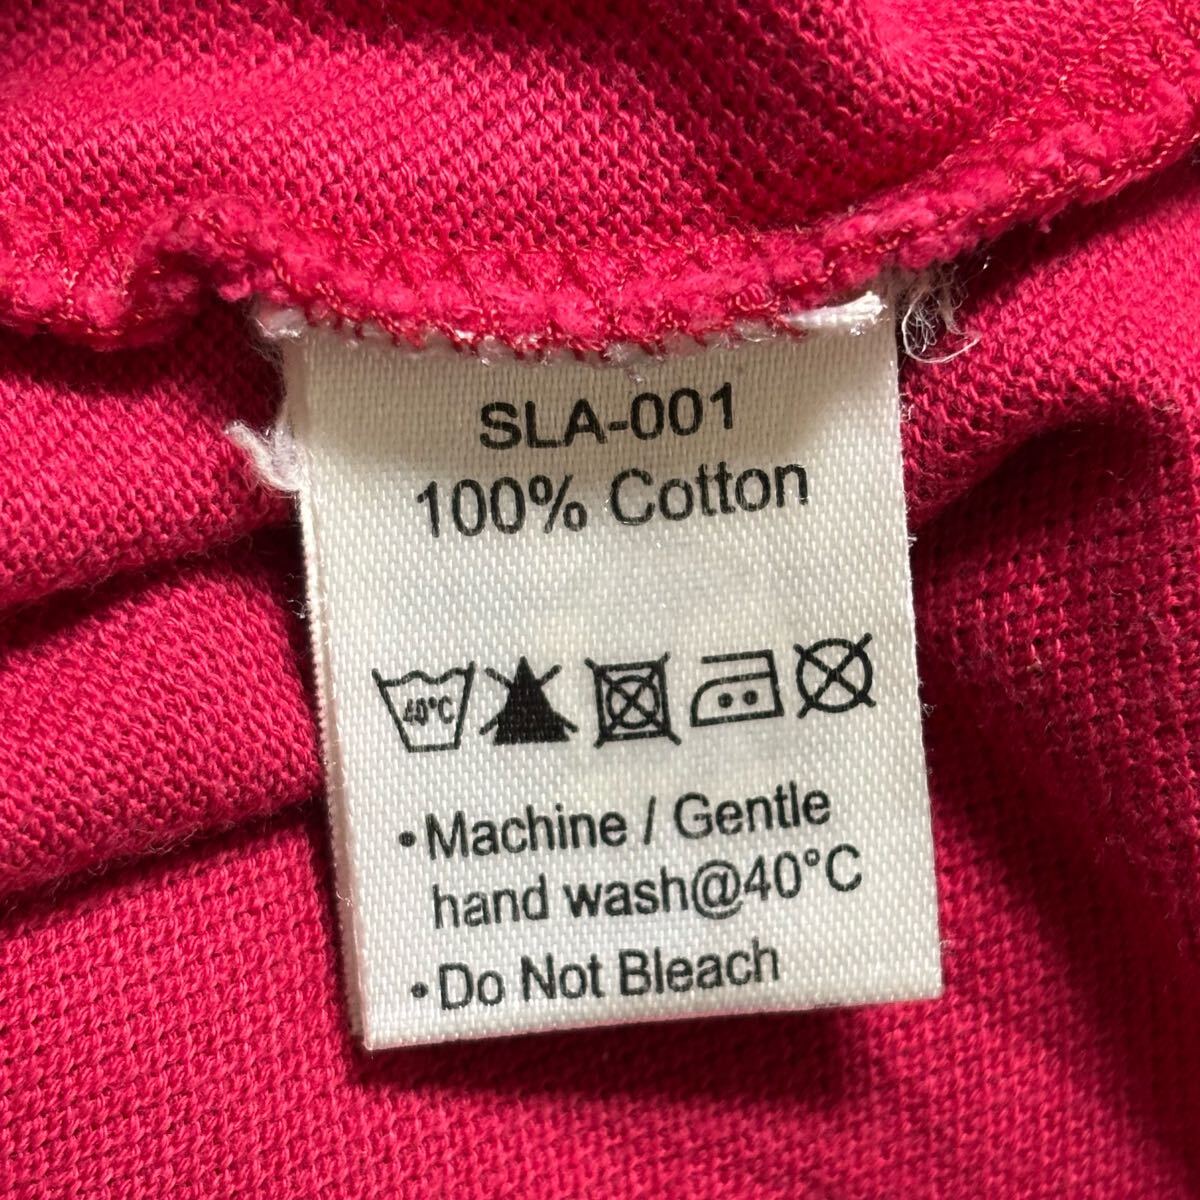 SLA-001
100% Cotton
40°C
•Machine / Gentle
hand wash@40°C
•Do Not Bleach